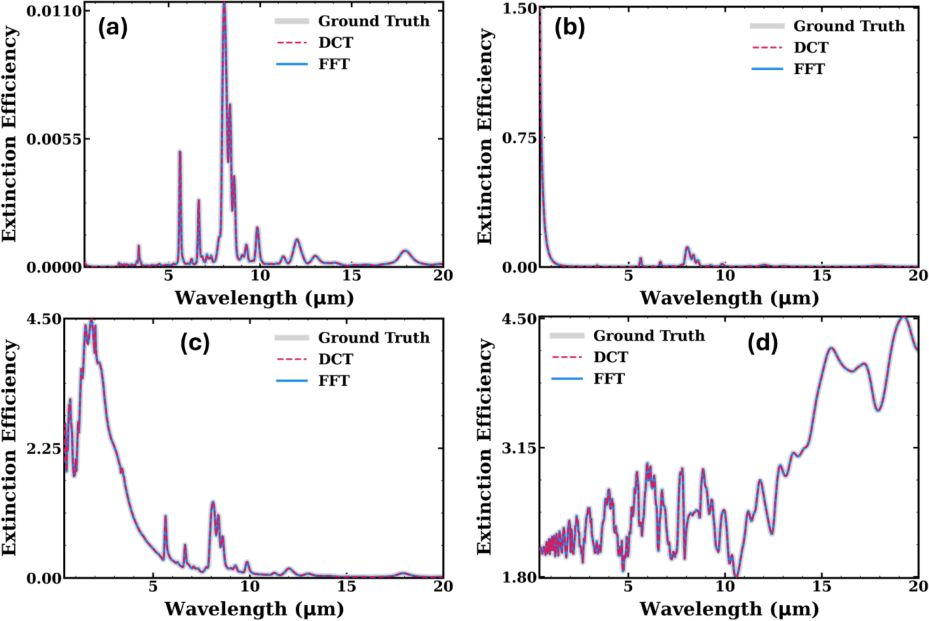 (a)
Ground Truth
DCT
FFT
Extinction Efficiency
0.0110
0.0055
0.0000
5
10
15
20
Wavelength (μm)
(b)
Ground Truth
DCT
FFT
Extinction Efficiency
1.50
0.75
0.00
5
10
15
20
Wavelength (μm)
(c)
Ground Truth
DCT
FFT
Extinction Efficiency
4.50
2.25
0.00
5
10
15
20
Wavelength (μm)
Ground Truth
DCT
FFT
(d)
Extinction Efficiency
4.50
3.15
1.80
5
10
15
20
Wavelength (μm)